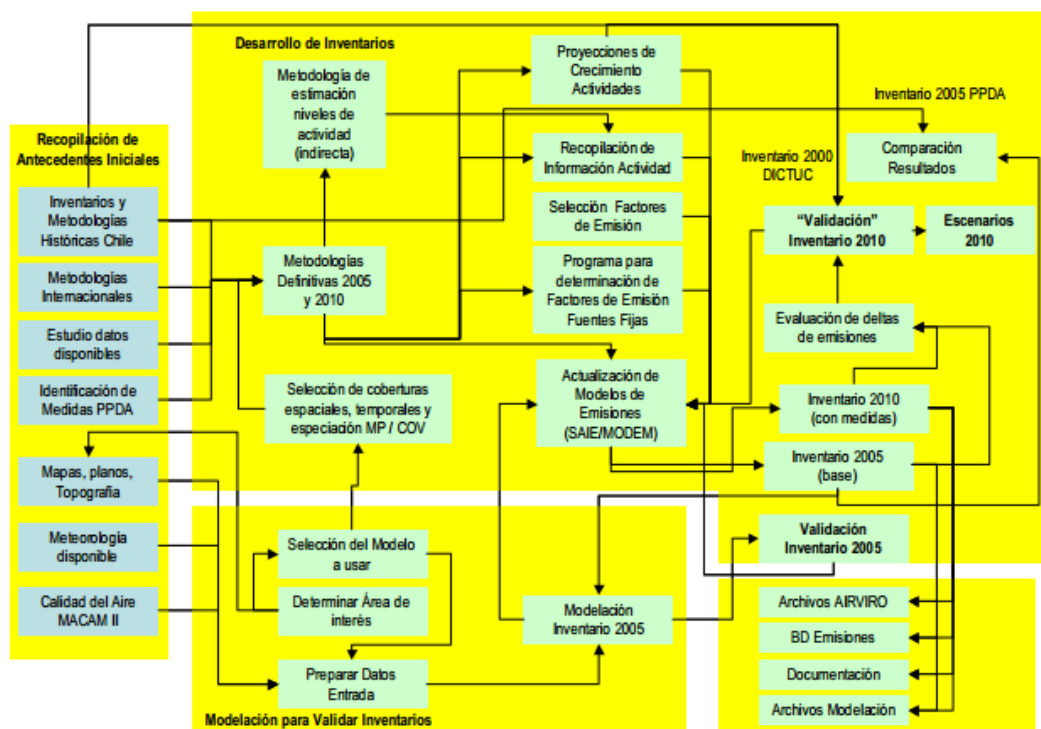 Desarrollo de Inventarios
Recopilación de
Antecedentes Iniciales
Inventarios y
Metodologías
Históricas Chile
Metodologías
Internacionales
Estudio datos
disponibles
Identificación de
Medidas PPDA
Mapas, planos,
Topografía
Meteorología
disponible
Calidad del Aire
MACAM II
Metodología de
estimación
niveles de
actividad
(indirecta)
Metodologías
Definitivas 2005
y 2010
Selección de coberturas
espaciales, temporales y
especiación MP / COV
Proyecciones de
Crecimiento
Actividades
Recopilación de
Información Actividad
Selección Factores
de Emisión
Programa para
determinación de
Factores de Emisión
Fuentes Fijas
Actualización de
Modelos de
Emisiones
(SAIE/MODEM)
Inventario 2005 PPDA
Inventario 2000
DICTUC
Comparación
Resultados
"Validación"
Inventario 2010
Escenarios
2010
Evaluación de deltas
de emisiones
Inventario 2010
(con medidas)
Inventario 2005
(base)
Validación
Inventario 2005
Selección del Modelo
a usar
Determinar Área de
interés
Preparar Datos
Entrada
Modelación
Inventario 2005
Modelación para Validar Inventarios
Archivos AIRVIRO
BD Emisiones
Documentación
Archivos Modelación